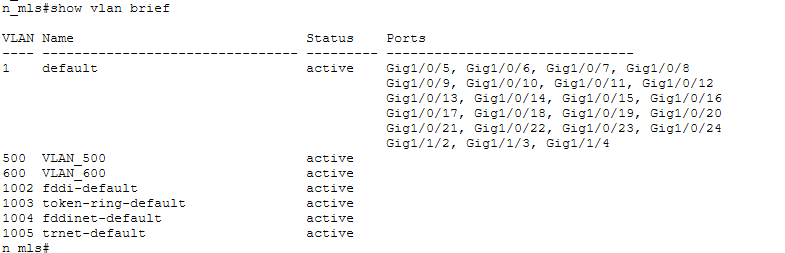 n_mls#show vlan brief
VLAN Name                             Status    Ports
---- -------------------------------- --------- -------------------------------
1    default                          active    Gig1/0/5, Gig1/0/6, Gig1/0/7, Gig1/0/8
                                                Gig1/0/9, Gig1/0/10, Gig1/0/11, Gig1/0/12
                                                Gig1/0/13, Gig1/0/14, Gig1/0/15, Gig1/0/16
                                                Gig1/0/17, Gig1/0/18, Gig1/0/19, Gig1/0/20
                                                Gig1/0/21, Gig1/0/22, Gig1/0/23, Gig1/0/24
                                                Gig1/1/2, Gig1/1/3, Gig1/1/4
500  VLAN_500                         active
600  VLAN_600                         active
1002 fddi-default                     active
1003 token-ring-default               active
1004 fddinet-default                  active
1005 trnet-default                    active
n_mls#